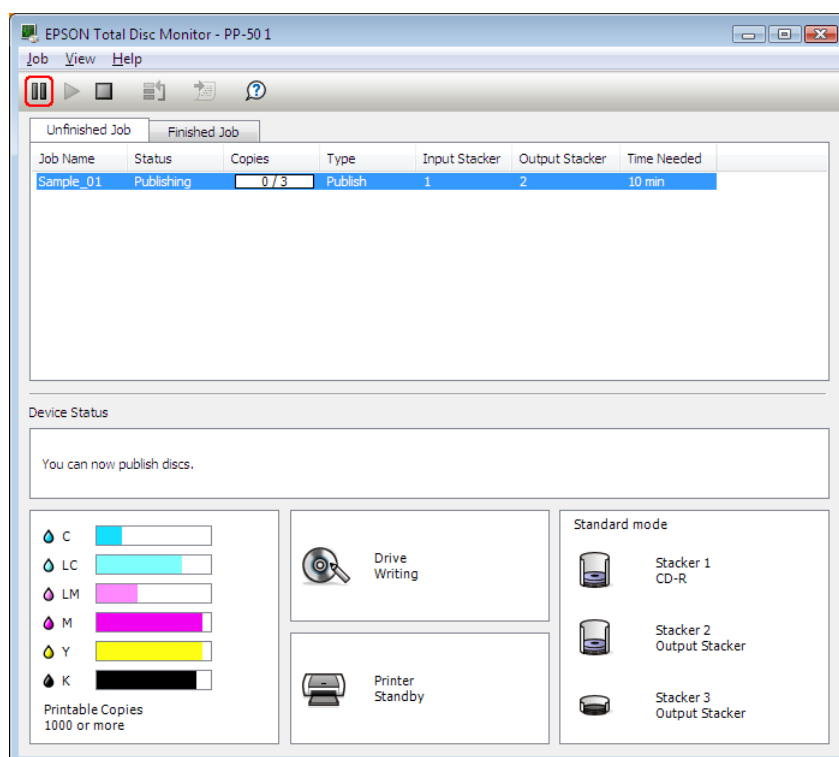 EPSON Total Disc Monitor - PP-50 1
Job View Help
Unfinished Job Finished Job
Job Name Status Copies Type Input Stacker Output Stacker Time Needed
Sample_01 Publishing 0 / 3 Publish 1 2 10 min
Device Status
You can now publish discs.
C
LC
LM
M
Y
K
Printable Copies
1000 or more
Drive
Writing
Printer
Standby
Standard mode
Stacker 1
CD-R
Stacker 2
Output Stacker
Stacker 3
Output Stacker